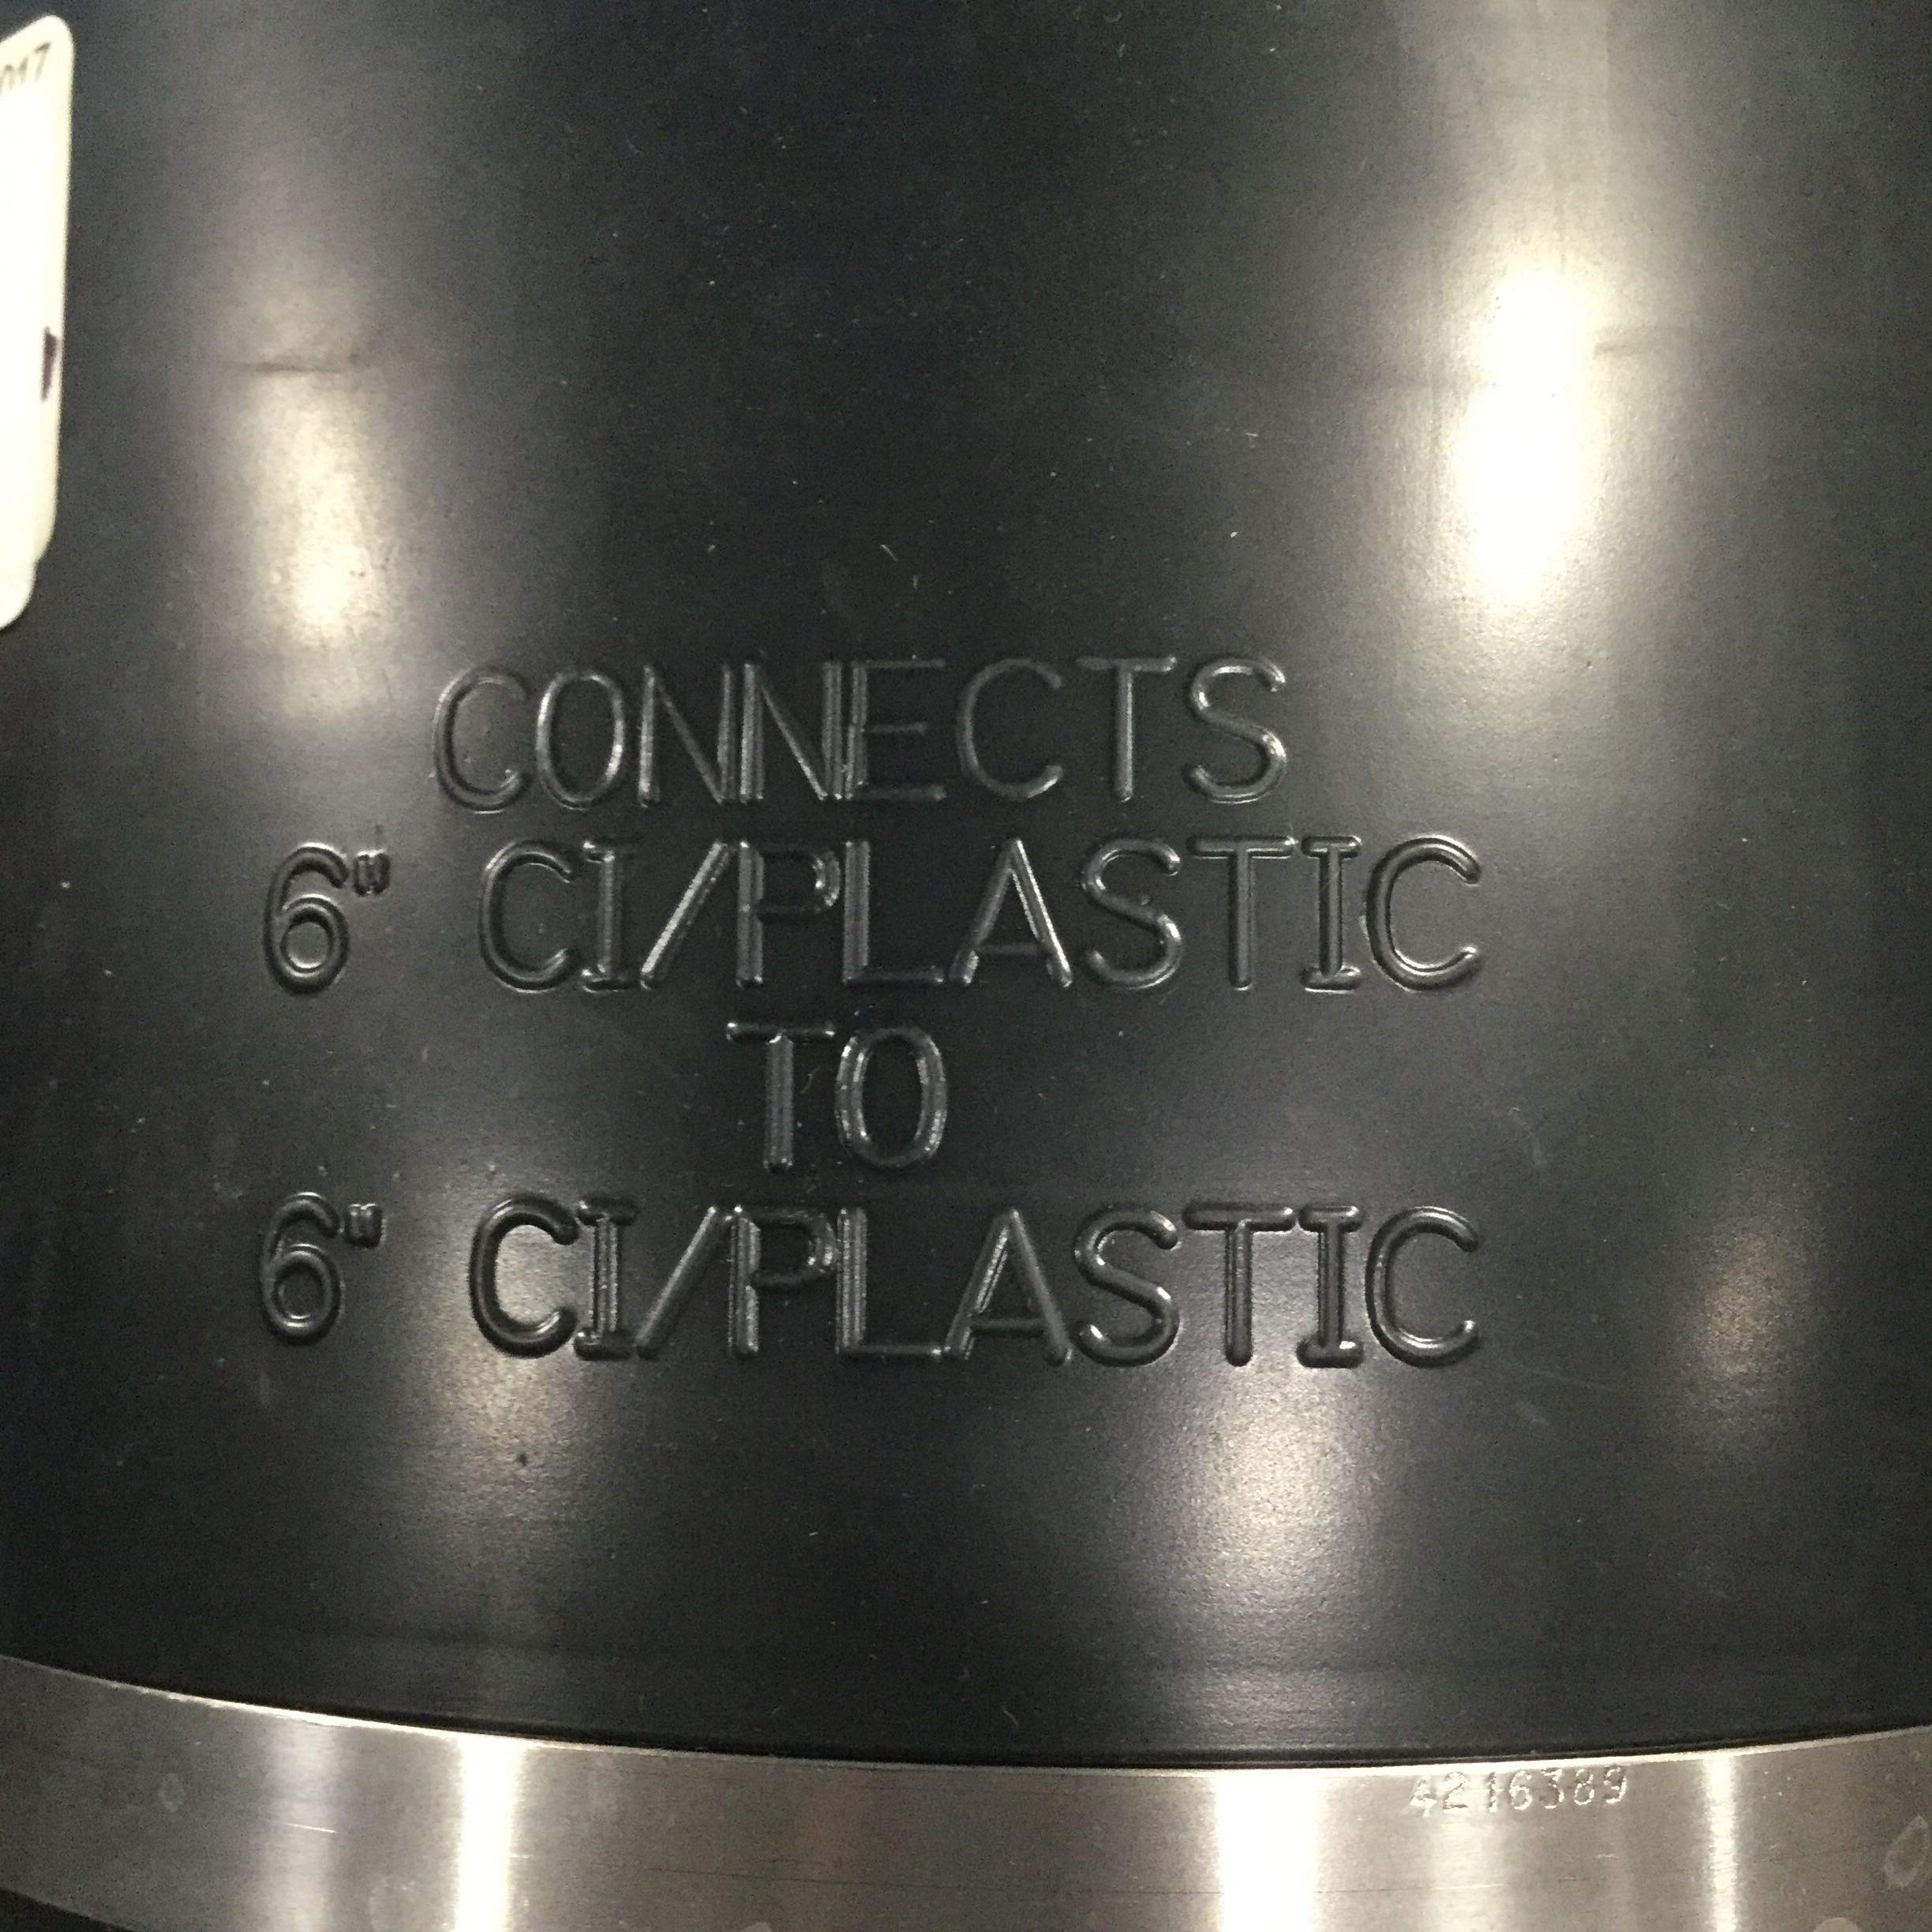 CONNECTS
6" CI/PLASTIC
TO
6" CI/PLASTIC
4216389